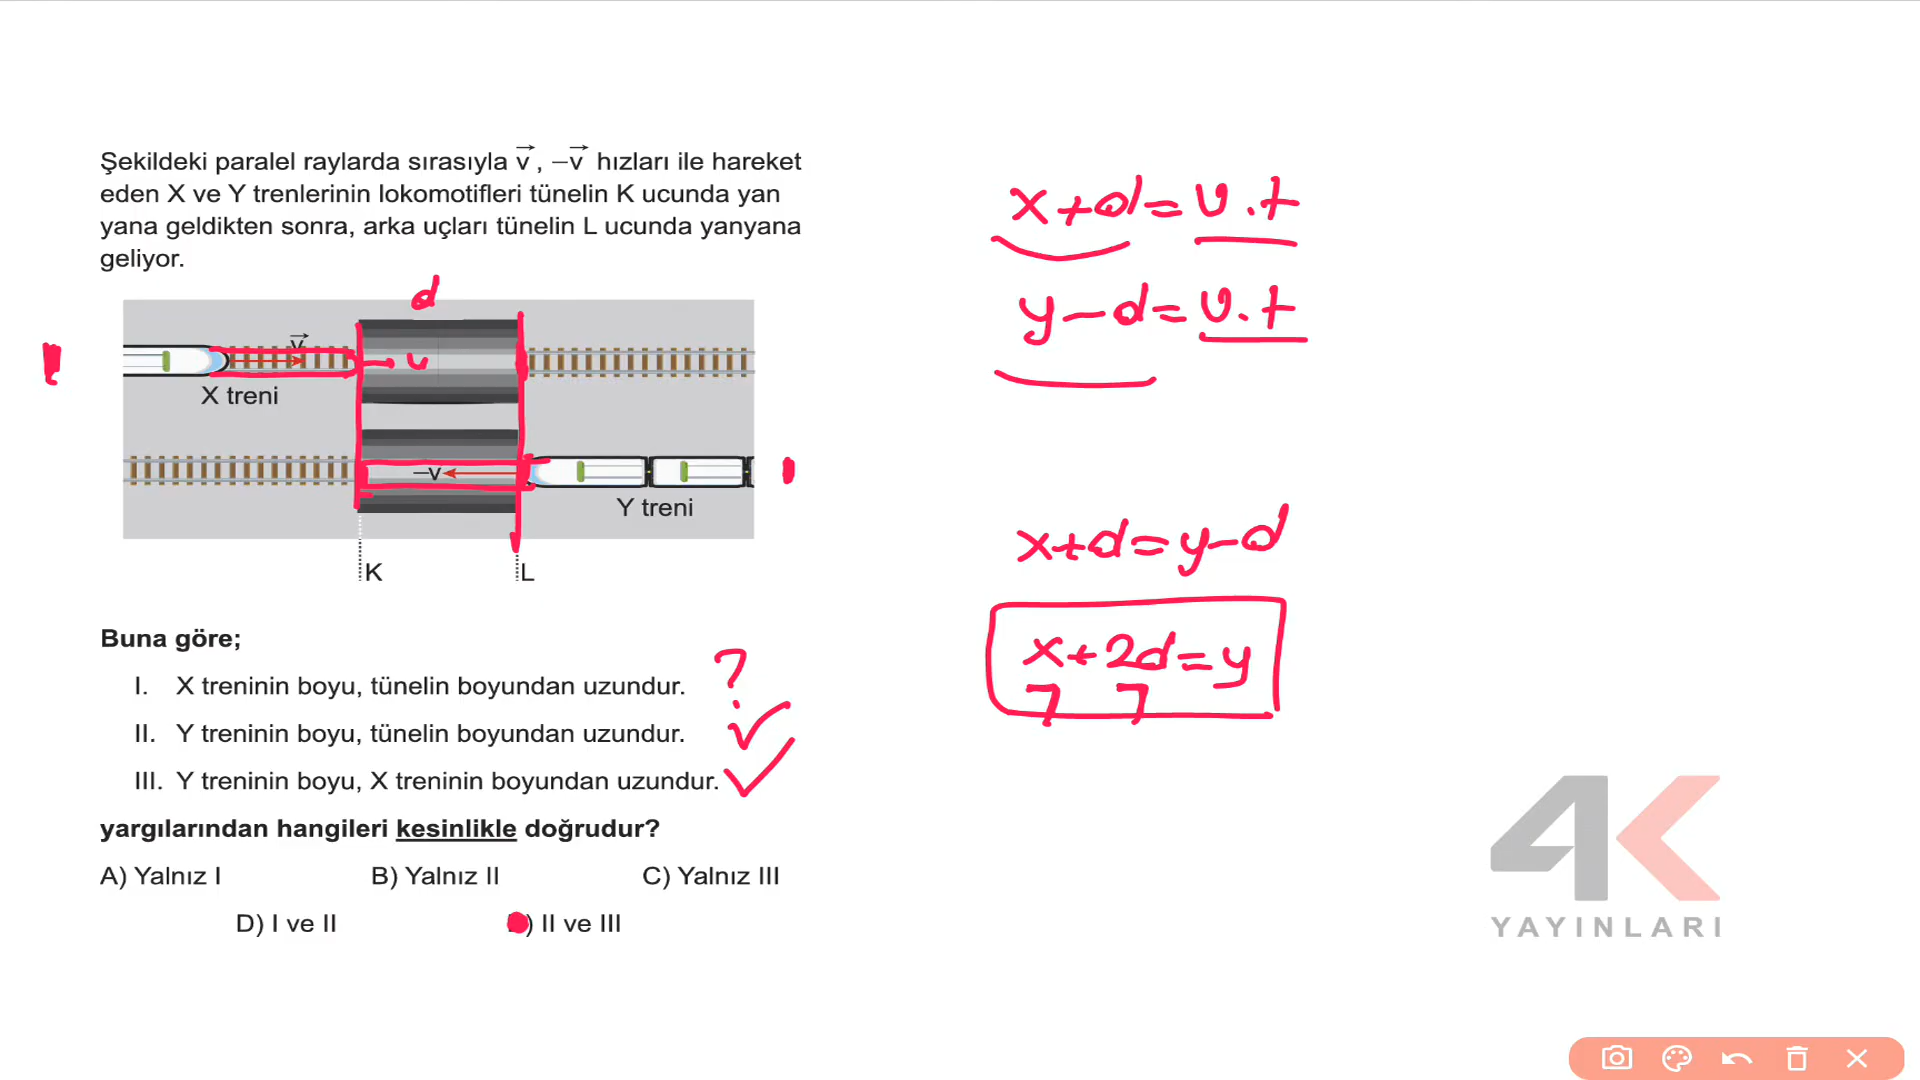 Şekildeki paralel raylarda sırasıyla v⃗, −v⃗ hızları ile hareket
eden X ve Y trenlerinin lokomotifleri tünelin K ucunda yan
yana geldikten sonra, arka uçları tünelin L ucunda yanyana
geliyor.
d
v⃗
v
X treni
−v
Y treni
K
L
Buna göre;
I. X treninin boyu, tünelin boyundan uzundur. ?
II. Y treninin boyu, tünelin boyundan uzundur.
III. Y treninin boyu, X treninin boyundan uzundur.
yargılarından hangileri kesinlikle doğrudur?
A) Yalnız I B) Yalnız II C) Yalnız III
D) I ve II ) II ve III
x+d=v.t
y−d=v.t
x+d=y−d
x+2d=y
7 7
4K
YAYINLARI